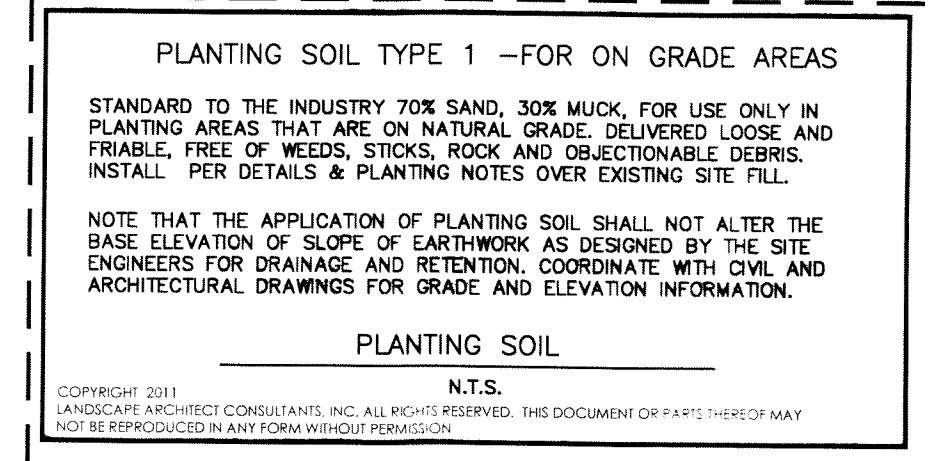 PLANTING SOIL TYPE 1 –FOR ON GRADE AREAS
STANDARD TO THE INDUSTRY 70% SAND, 30% MUCK, FOR USE ONLY IN
PLANTING AREAS THAT ARE ON NATURAL GRADE. DELIVERED LOOSE AND
FRIABLE, FREE OF WEEDS, STICKS, ROCK AND OBJECTIONABLE DEBRIS.
INSTALL PER DETAILS & PLANTING NOTES OVER EXISTING SITE FILL.
NOTE THAT THE APPLICATION OF PLANTING SOIL SHALL NOT ALTER THE
BASE ELEVATION OF SLOPE OF EARTHWORK AS DESIGNED BY THE SITE
ENGINEERS FOR DRAINAGE AND RETENTION. COORDINATE WITH CIVIL AND
ARCHITECTURAL DRAWINGS FOR GRADE AND ELEVATION INFORMATION.
PLANTING SOIL
N.T.S.
COPYRIGHT 2011
LANDSCAPE ARCHITECT CONSULTANTS, INC. ALL RIGHTS RESERVED. THIS DOCUMENT OR PARTS THEREOF MAY
NOT BE REPRODUCED IN ANY FORM WITHOUT PERMISSION